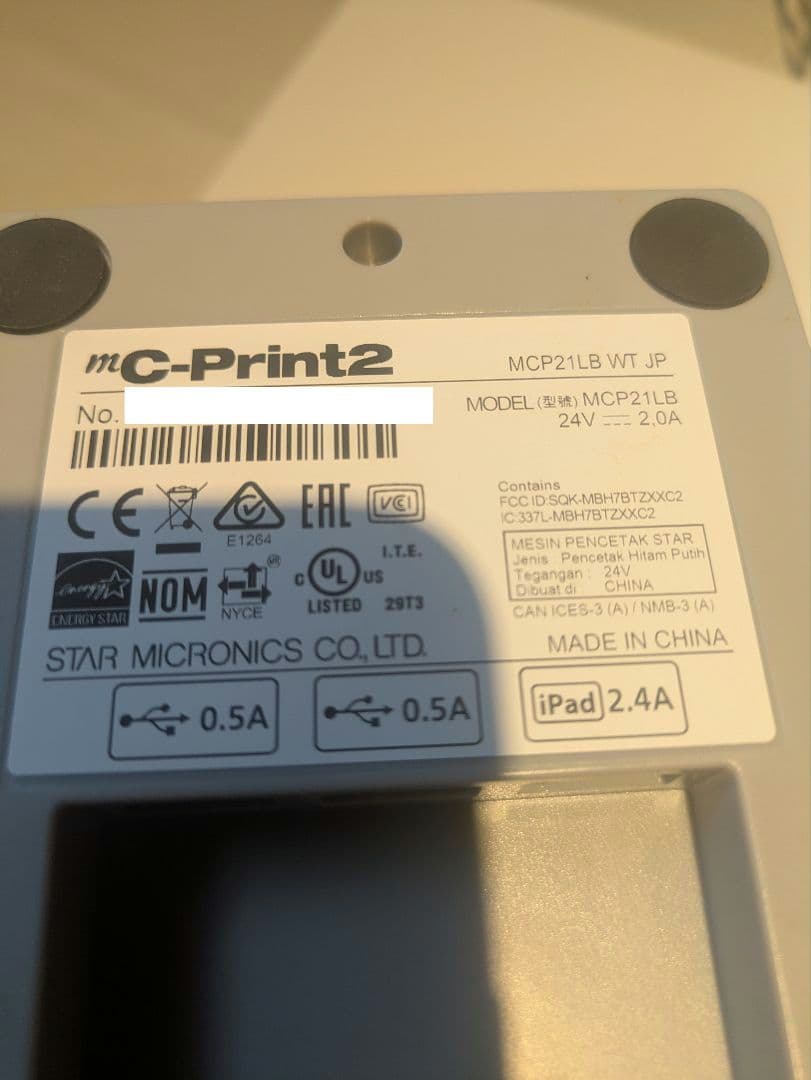 mC-Print2
MCP21LB WT JP
No.
MODEL (型號) MCP21LB
24V ⎓ 2,0A
CE
E1264
EAC
VCI
Contains
FCC ID:SQK-MBH7BTZXXC2
IC:337L-MBH7BTZXXC2
MESIN PENCETAK STAR
Jenis : Pencetak Hitam Putih
Tegangan : 24V
Dibuat di CHINA
CAN ICES-3 (A) / NMB-3 (A)
energy
ENERGY STAR
NOM
NYCE
C UL US
LISTED
I.T.E.
29T3
STAR MICRONICS CO., LTD.
MADE IN CHINA
0.5A
0.5A
iPad 2.4A